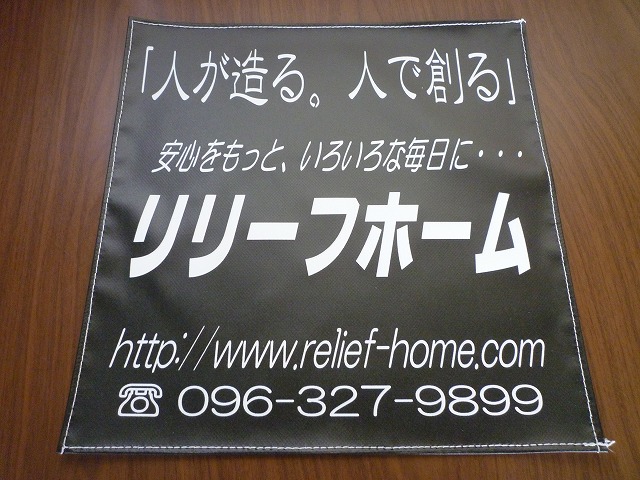 「人が造る。人で創る」
安心をもっと、いろいろな毎日に・・・
リリーフホーム
http://www.relief-home.com
☎ 096-327-9899